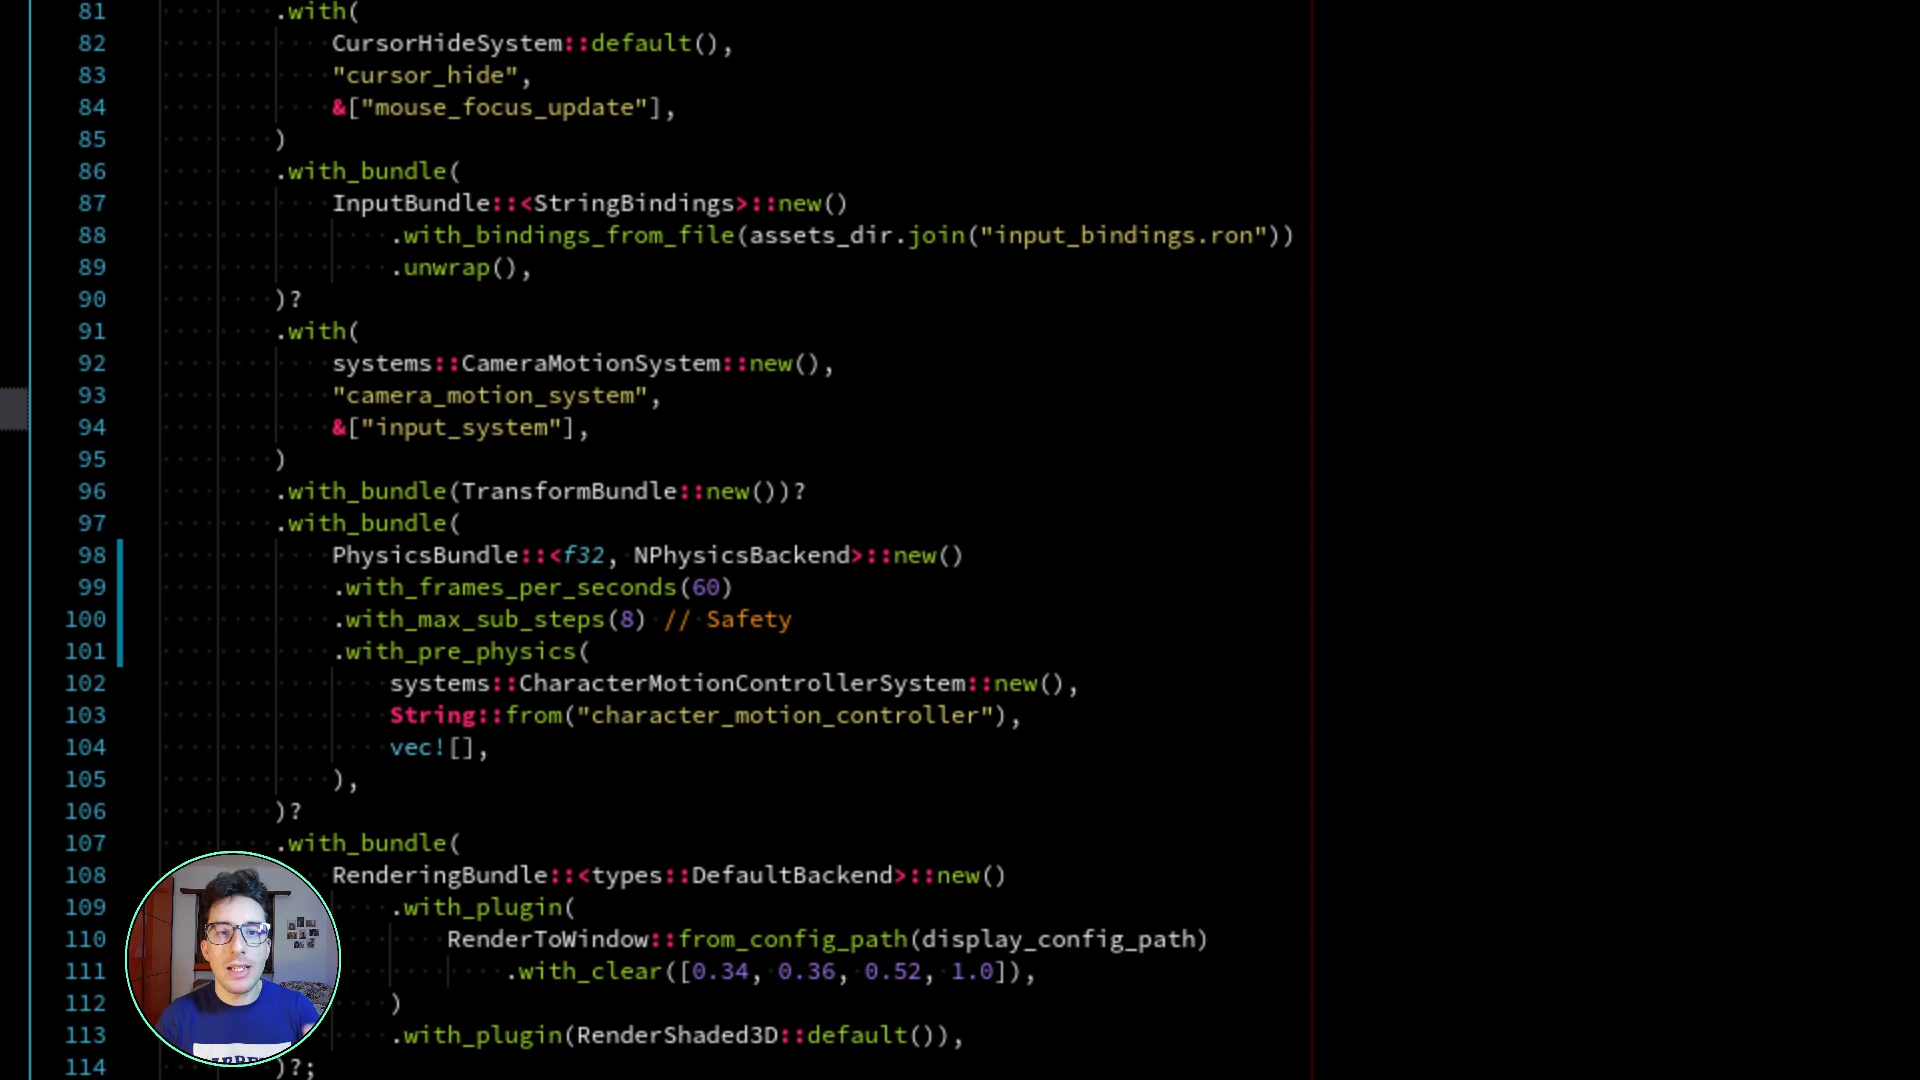 81 .with(
82 CursorHideSystem::default(),
83 "cursor_hide",
84 &["mouse_focus_update"],
85 )
86 .with_bundle(
87 InputBundle::<StringBindings>::new()
88 .with_bindings_from_file(assets_dir.join("input_bindings.ron"))
89 .unwrap(),
90 )?
91 .with(
92 systems::CameraMotionSystem::new(),
93 "camera_motion_system",
94 &["input_system"],
95 )
96 .with_bundle(TransformBundle::new())?
97 .with_bundle(
98 PhysicsBundle::<f32, NPhysicsBackend>::new()
99 .with_frames_per_seconds(60)
100 .with_max_sub_steps(8) // Safety
101 .with_pre_physics(
102 systems::CharacterMotionControllerSystem::new(),
103 String::from("character_motion_controller"),
104 vec![],
105 ),
106 )?
107 .with_bundle(
108 RenderingBundle::<types::DefaultBackend>::new()
109 .with_plugin(
110 RenderToWindow::from_config_path(display_config_path)
111 .with_clear([0.34, 0.36, 0.52, 1.0]),
112 )
113 .with_plugin(RenderShaded3D::default()),
114 )?;